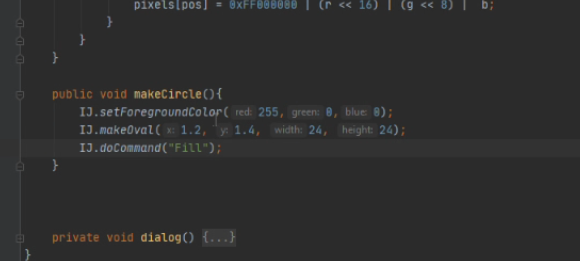 pixels[pos] = 0xFF000000 | (r << 16) | (g << 8) | b;
}
}
}
public void makeCircle(){
IJ.setForegroundColor( red: 255, green: 0, blue: 0);
IJ.makeOval( x: 1.2, y: 1.4, width: 24, height: 24);
IJ.doCommand("Fill");
}
private void dialog() {...}
}